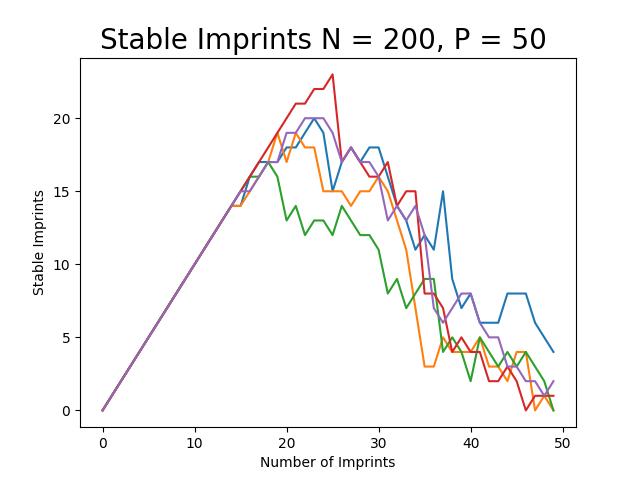 Stable Imprints N = 200, P = 50
Stable Imprints
20
15
10
5
0
0 10 20 30 40 50
Number of Imprints